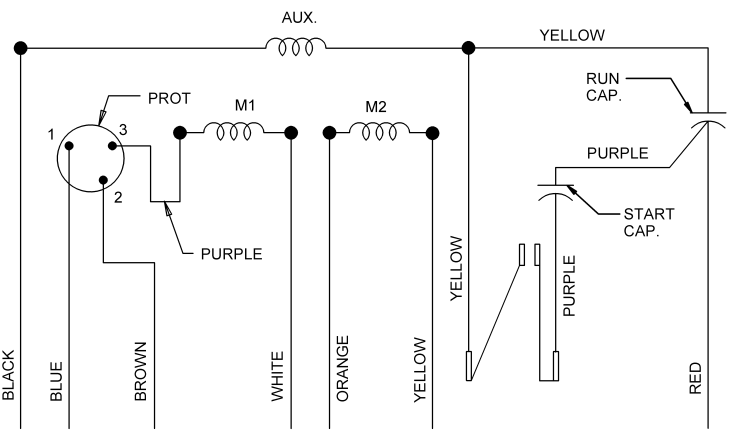 AUX.
YELLOW
RUN
CAP.
PROT
M1
M2
1
3
2
PURPLE
START
CAP.
PURPLE
YELLOW
PURPLE
BLACK
BLUE
BROWN
WHITE
ORANGE
YELLOW
RED